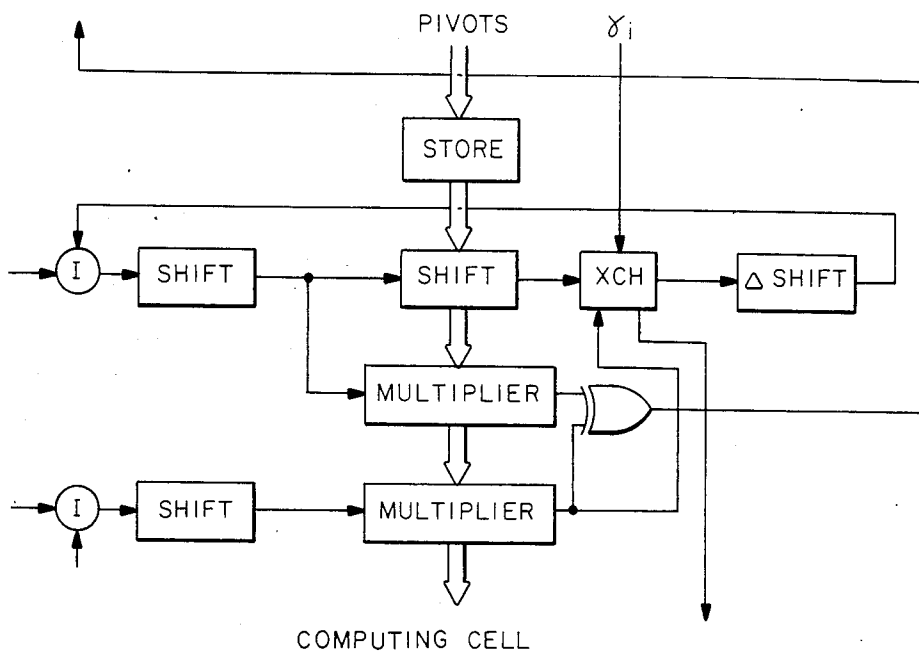 PIVOTS
γi
STORE
I
SHIFT
SHIFT
XCH
Δ SHIFT
MULTIPLIER
I
SHIFT
MULTIPLIER
COMPUTING CELL